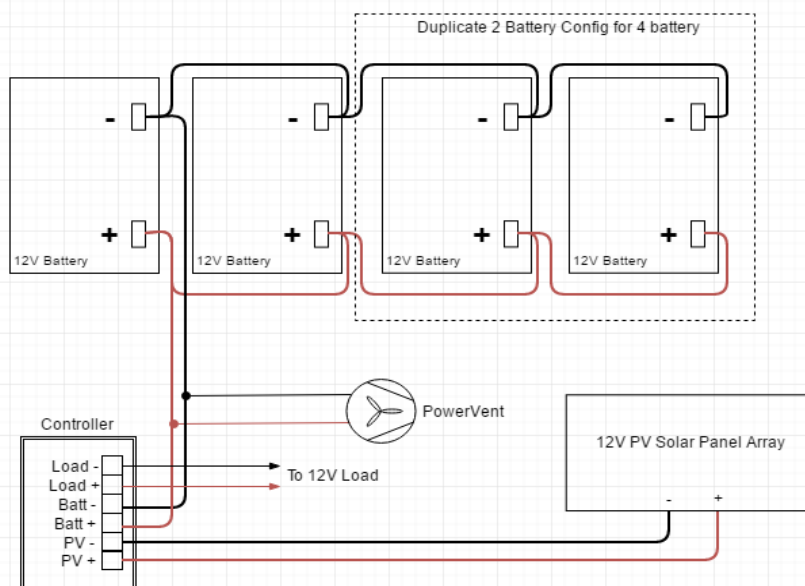 Duplicate 2 Battery Config for 4 battery
- - - -
+ + + +
12V Battery 12V Battery 12V Battery 12V Battery
PowerVent
Controller
12V PV Solar Panel Array
Load -
To 12V Load
Load +
Batt -
- +
Batt +
PV -
PV +